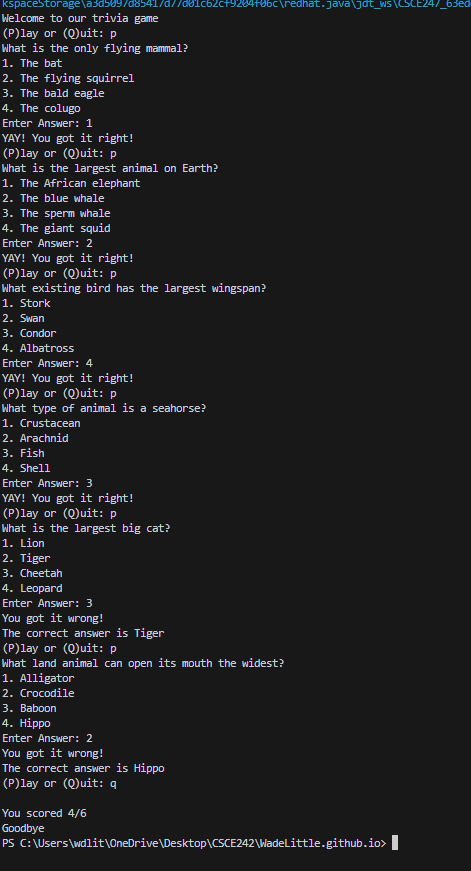 kspaceStorage\a3d5097d85417d77d01c62cf9204f06c\redhat.java\jdt_ws\CSCE247_63ed
Welcome to our trivia game
(P)lay or (Q)uit: p
What is the only flying mammal?
1. The bat
2. The flying squirrel
3. The bald eagle
4. The colugo
Enter Answer: 1
YAY! You got it right!
(P)lay or (Q)uit: p
What is the largest animal on Earth?
1. The African elephant
2. The blue whale
3. The sperm whale
4. The giant squid
Enter Answer: 2
YAY! You got it right!
(P)lay or (Q)uit: p
What existing bird has the largest wingspan?
1. Stork
2. Swan
3. Condor
4. Albatross
Enter Answer: 4
YAY! You got it right!
(P)lay or (Q)uit: p
What type of animal is a seahorse?
1. Crustacean
2. Arachnid
3. Fish
4. Shell
Enter Answer: 3
YAY! You got it right!
(P)lay or (Q)uit: p
What is the largest big cat?
1. Lion
2. Tiger
3. Cheetah
4. Leopard
Enter Answer: 3
You got it wrong!
The correct answer is Tiger
(P)lay or (Q)uit: p
What land animal can open its mouth the widest?
1. Alligator
2. Crocodile
3. Baboon
4. Hippo
Enter Answer: 2
You got it wrong!
The correct answer is Hippo
(P)lay or (Q)uit: q
You scored 4/6
Goodbye
PS C:\Users\wdlit\OneDrive\Desktop\CSCE242\WadeLittle.github.io>